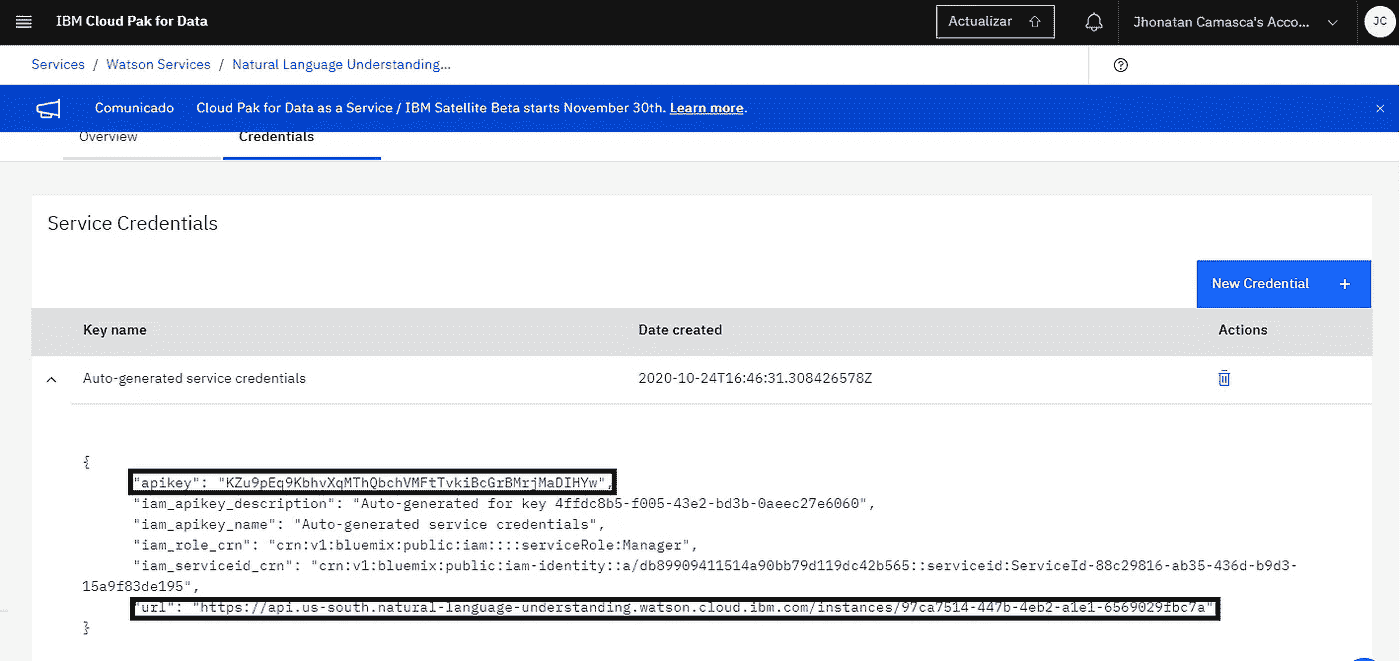 IBM Cloud Pak for Data
Actualizar
Jhonatan Camasca's Acco...
JC
Services / Watson Services / Natural Language Understanding...
Comunicado Cloud Pak for Data as a Service / IBM Satellite Beta starts November 30th. Learn more.
Overview Credentials
Service Credentials
New Credential +
Key name Date created Actions
Auto-generated service credentials 2020-10-24T16:46:31.308426578Z
{
"apikey": "KZu9pEq9KbhvXqMThQbchVMFtTvkiBcGrBMrjMaDIHYw",
"iam_apikey_description": "Auto-generated for key 4ffdc8b5-f005-43e2-bd3b-0aeec27e6060",
"iam_apikey_name": "Auto-generated service credentials",
"iam_role_crn": "crn:v1:bluemix:public:iam::::serviceRole:Manager",
"iam_serviceid_crn": "crn:v1:bluemix:public:iam-identity::a/db89909411514a90bb79d119dc42b565::serviceid:ServiceId-88c29816-ab35-436d-b9d3-
15a9f83de195",
"url": "https://api.us-south.natural-language-understanding.watson.cloud.ibm.com/instances/97ca7514-447b-4eb2-a1e1-6569029fbc7a"
}